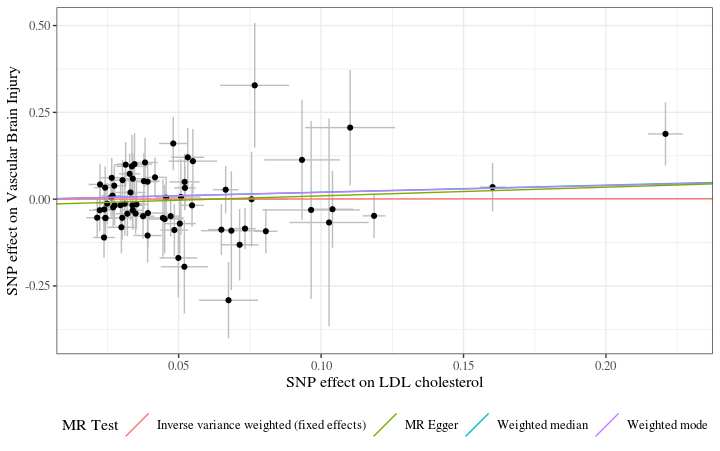 0.50
0.25
0.00
-0.25
SNP effect on Vascular Brain Injury
0.05 0.10 0.15 0.20
SNP effect on LDL cholesterol
MR Test Inverse variance weighted (fixed effects) MR Egger Weighted median Weighted mode